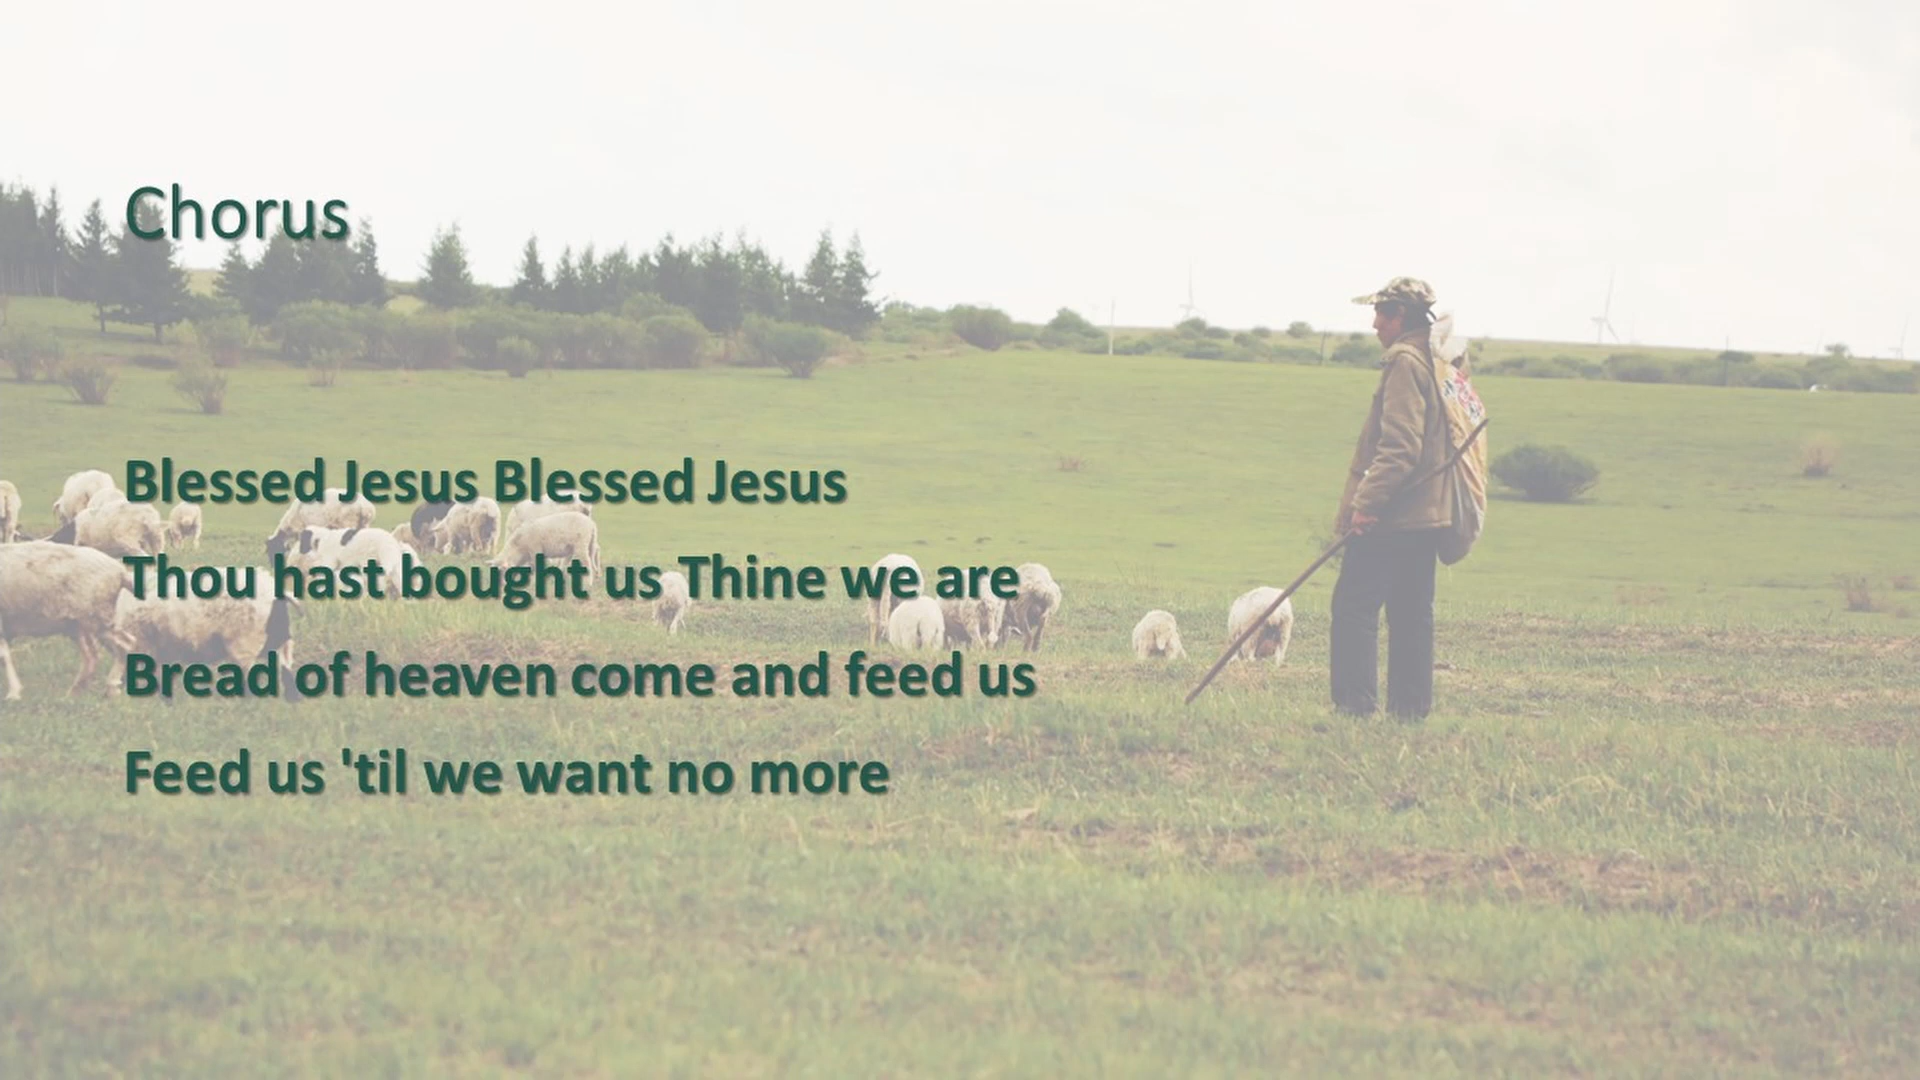 Chorus
Blessed Jesus Blessed Jesus
Thou hast bought us Thine we are
Bread of heaven come and feed us
Feed us 'til we want no more